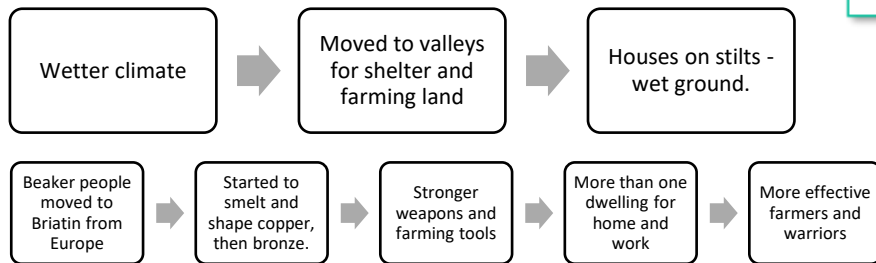 Wetter climate
Moved to valleys
for shelter and
farming land
Houses on stilts -
wet ground.
Beaker people
moved to
Briatin from
Europe
Started to
smelt and
shape copper,
then bronze.
Stronger
weapons and
farming tools
More than one
dwelling for
home and
work
More effective
farmers and
warriors